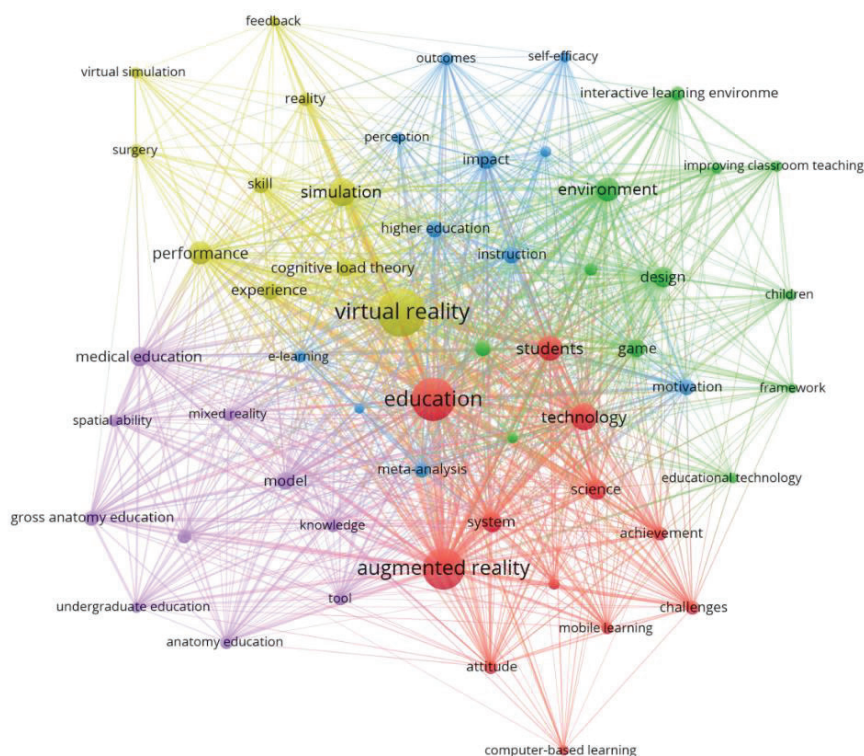 feedback
outcomes
self-efficacy
virtual simulation
interactive learning environme
reality
perception
surgery
impact
improving classroom teaching
skill
simulation
environment
higher education
performance
instruction
cognitive load theory
design
experience
children
virtual reality
students
game
medical education
e-learning
motivation
framework
education
spatial ability
mixed reality
technology
meta-analysis
educational technology
model
science
gross anatomy education
knowledge
system
achievement
augmented reality
undergraduate education
tool
challenges
mobile learning
anatomy education
attitude
computer-based learning